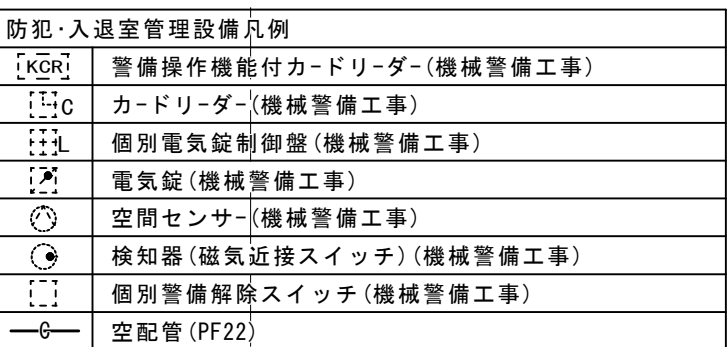 防犯・入退室管理設備凡例
KCR 警備操作機能付カードリーダー(機械警備工事)
C カードリーダー(機械警備工事)
L 個別電気錠制御盤(機械警備工事)
電気錠(機械警備工事)
空間センサー(機械警備工事)
検知器(磁気近接スイッチ)(機械警備工事)
個別警備解除スイッチ(機械警備工事)
G 空配管(PF22)